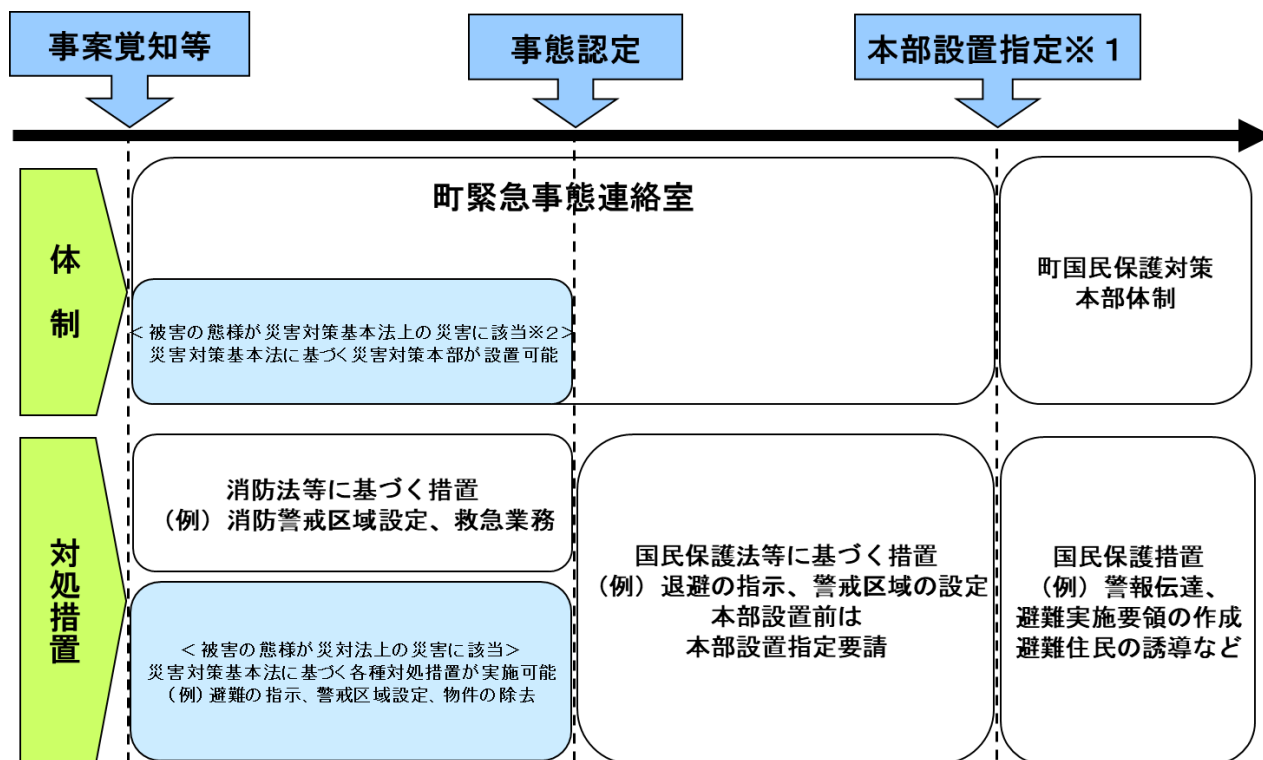 事案覚知等
事態認定
本部設置指定※１
体制
町緊急事態連絡室
＜被害の態様が災害対策基本法上の災害に該当※2＞
災害対策基本法に基づく災害対策本部が設置可能
町国民保護対策
本部体制
対処措置
消防法等に基づく措置
（例）消防警戒区域設定、救急業務
＜被害の態様が災対法上の災害に該当＞
災害対策基本法に基づく各種対処措置が実施可能
（例）避難の指示、警戒区域設定、物件の除去
国民保護法等に基づく措置
（例）退避の指示、警戒区域の設定
本部設置前は
本部設置指定要請
国民保護措置
（例）警報伝達、
避難実施要領の作成
避難住民の誘導など